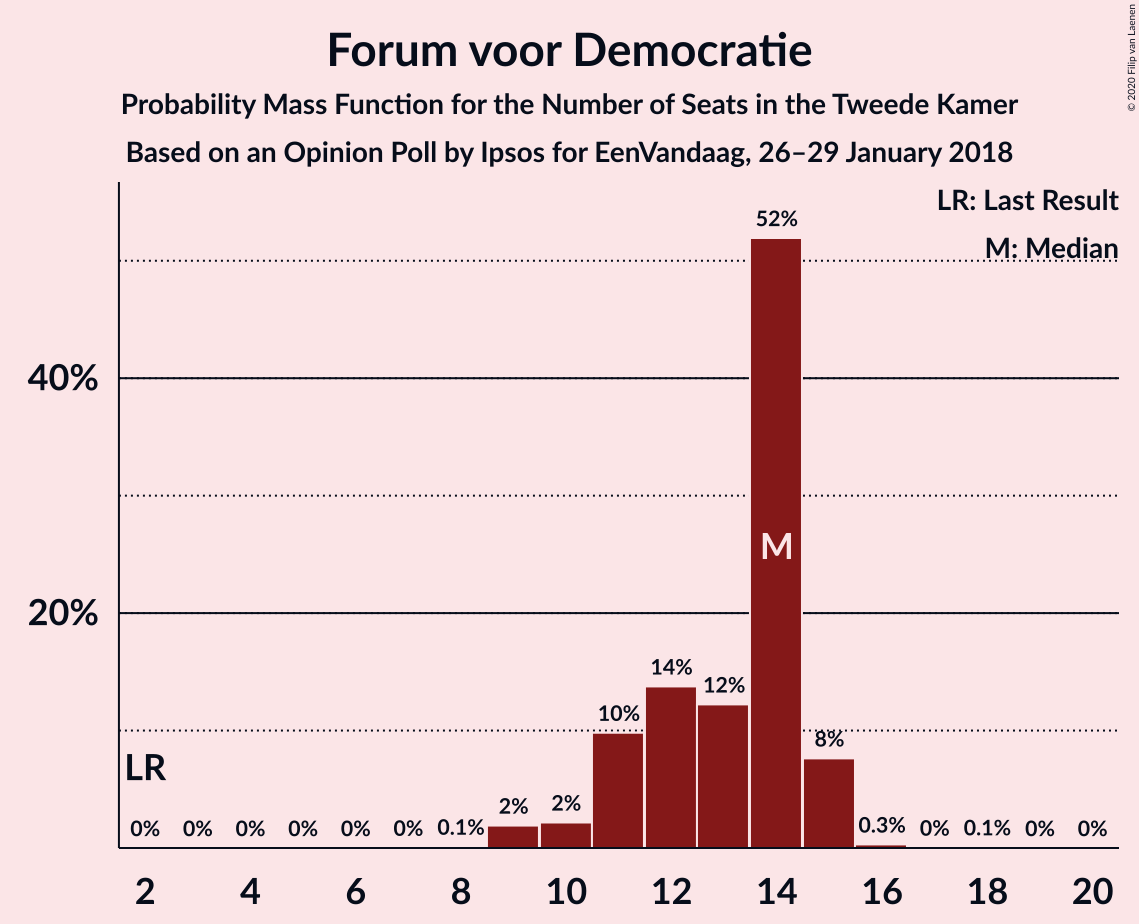 Forum voor Democratie
Probability Mass Function for the Number of Seats in the Tweede Kamer
Based on an Opinion Poll by Ipsos for EenVandaag, 26–29 January 2018
© 2020 Filip van Laenen
LR: Last Result
M: Median
52%
40%
M
20%
14%
12%
10%
8%
LR
0% 0% 0% 0% 0% 0% 0.1% 2% 2% 0.3% 0% 0.1% 0% 0%
2 4 6 8 10 12 14 16 18 20